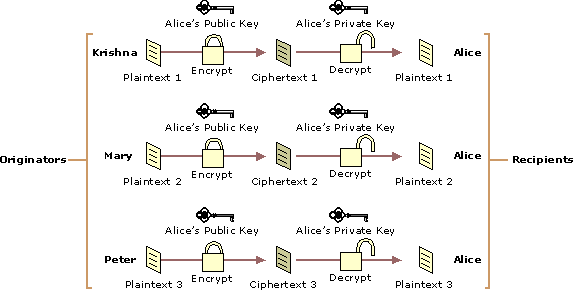 Alice's Public Key Alice's Private Key
Krishna Alice
Encrypt Decrypt
Plaintext 1 Ciphertext 1 Plaintext 1
Alice's Public Key Alice's Private Key
Originators Mary Alice Recipients
Encrypt Decrypt
Plaintext 2 Ciphertext 2 Plaintext 2
Alice's Public Key Alice's Private Key
Peter Alice
Encrypt Decrypt
Plaintext 3 Ciphertext 3 Plaintext 3